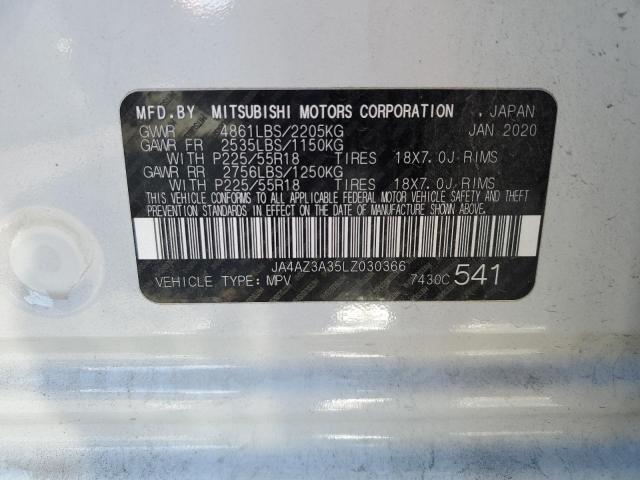 MFD.BY MITSUBISHI MOTORS CORPORATION , JAPAN
GVWR 4861LBS/2205KG JAN 2020
GAWR FR 2535LBS/1150KG
WITH P225/55R18 TIRES 18X7.0J RIMS
GAWR RR 2756LBS/1250KG
WITH P225/55R18 TIRES 18X7.0J RIMS
THIS VEHICLE CONFORMS TO ALL APPLICABLE FEDERAL MOTOR VEHICLE SAFETY AND THEFT
PREVENTION STANDARDS IN EFFECT ON THE DATE OF MANUFACTURE SHOWN ABOVE.
JA4AZ3A35LZ030366
VEHICLE TYPE: MPV 7430C 541